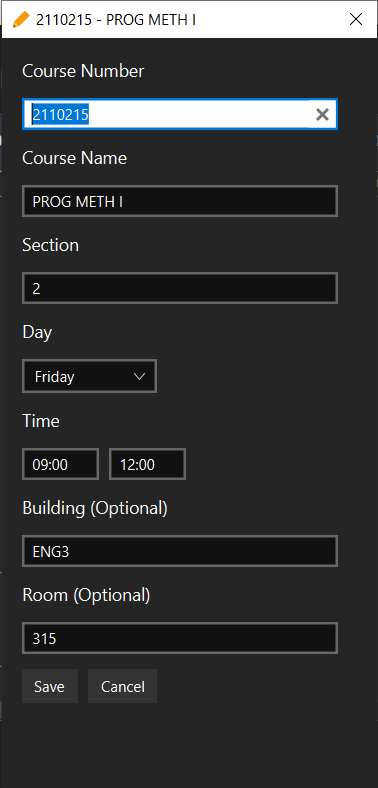 2110215 - PROG METH I
Course Number
2110215
Course Name
PROG METH I
Section
2
Day
Friday
Time
09:00 12:00
Building (Optional)
ENG3
Room (Optional)
315
Save Cancel